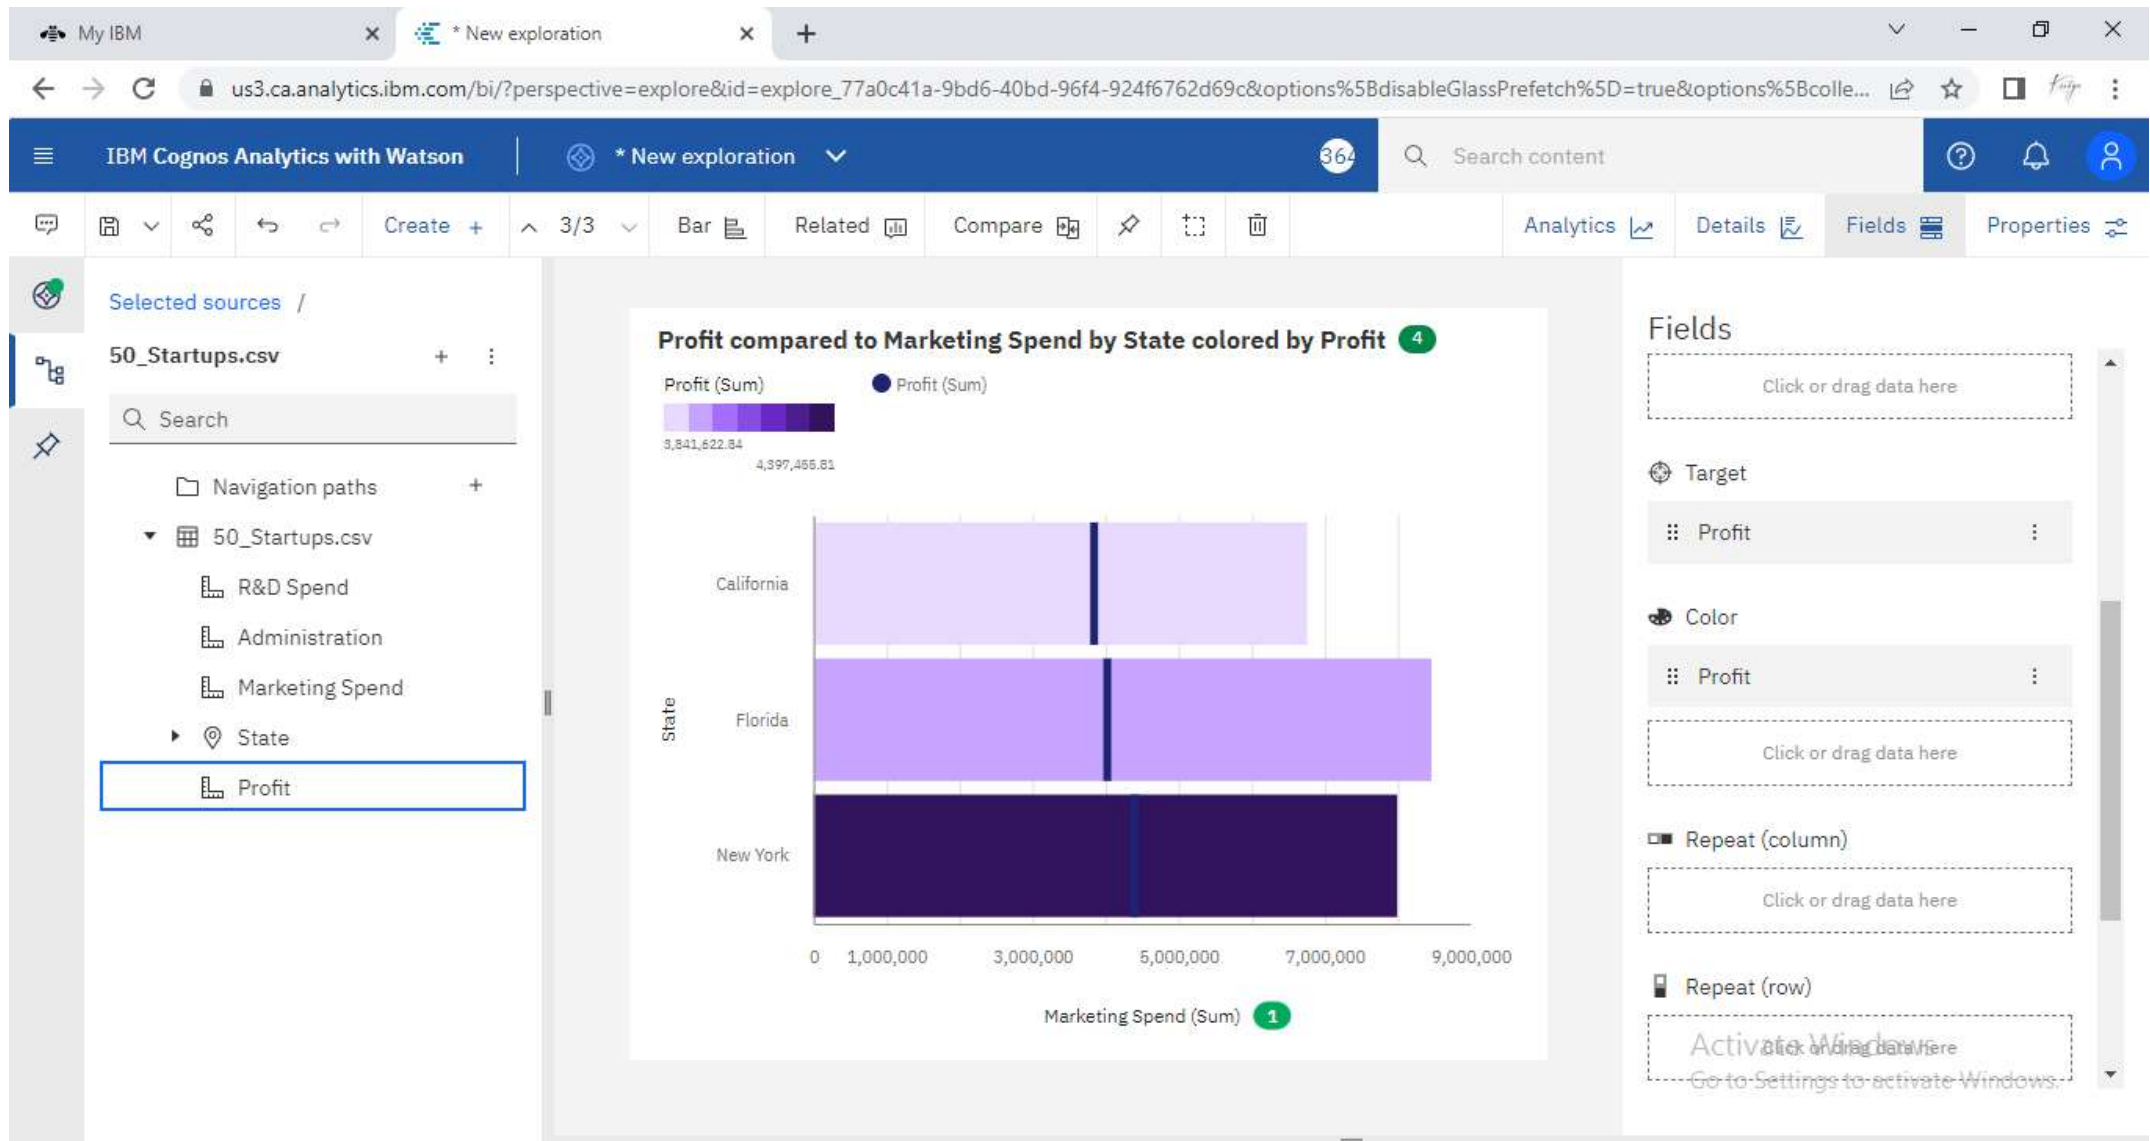 My IBM
* New exploration
us3.ca.analytics.ibm.com/bi/?perspective=explore&id=explore_77a0c41a-9bd6-40bd-96f4-924f6762d69c&options%5BdisableGlassPrefetch%5D=true&options%5Bcolle...
IBM Cognos Analytics with Watson
* New exploration
364
Search content
Create +
3/3
Bar
Related
Compare
Analytics
Details
Fields
Properties
Selected sources /
50_Startups.csv
Search
Navigation paths
50_Startups.csv
R&D Spend
Administration
Marketing Spend
State
Profit
Profit compared to Marketing Spend by State colored by Profit 4
Profit (Sum)
Profit (Sum)
3,841,622.84
4,397,455.81
State
California
Florida
New York
0 1,000,000 3,000,000 5,000,000 7,000,000 9,000,000
Marketing Spend (Sum) 1
Fields
Click or drag data here
Target
Profit
Color
Profit
Click or drag data here
Repeat (column)
Click or drag data here
Repeat (row)
Click or drag data here
Activate Windows
Go to Settings to activate Windows.